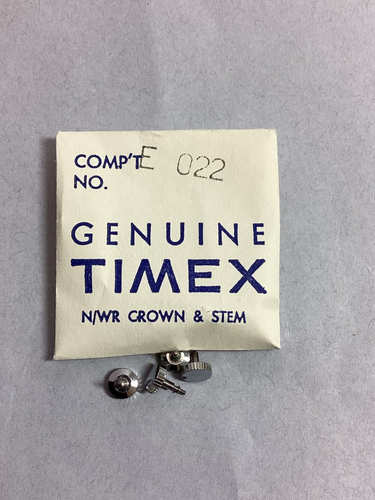 COMP'T E 022
NO.
GENUINE
TIMEX
N/WR CROWN & STEM